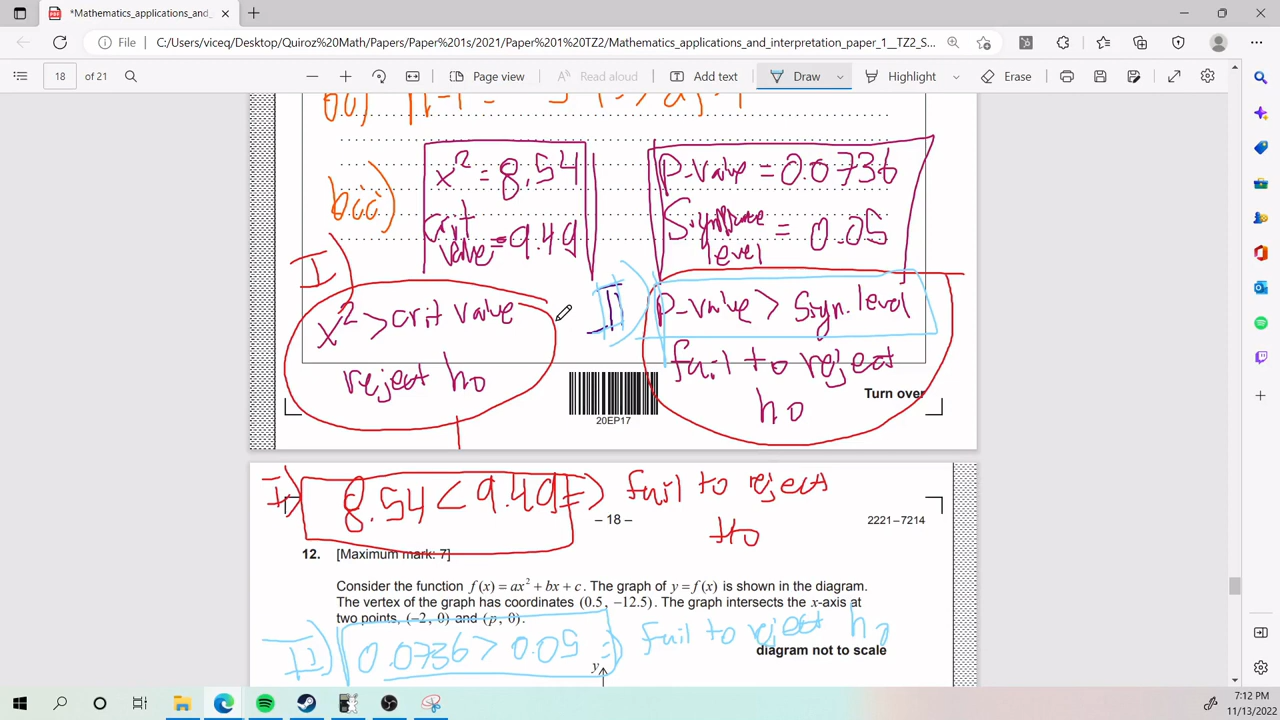 *Mathematics_applications_and_
File
C:/Users/viceq/Desktop/Quiroz%20Math/Papers/Paper%201s/2021/Paper%201%20TZ2/Mathematics_applications_and_interpretation_paper_1__TZ2_S...
18 of 21
Page view
Read aloud
Add text
Draw
Highlight
Erase
bii)
x² = 8.54
P-value = 0.0736
biii)
crit value = 9.49
Significance level = 0.05
I)
x² > crit value
reject ho
II)
P-value > Sign. level
fail to reject
ho
Turn over
20EP17
I) 8.54 < 9.49 => fail to reject
Ho
– 18 –
2221–7214
12. [Maximum mark: 7]
Consider the function f(x) = ax² + bx + c. The graph of y = f(x) is shown in the diagram.
The vertex of the graph has coordinates (0.5, −12.5). The graph intersects the x-axis at
two points, (−2, 0) and (p, 0).
II) 0.0736 > 0.05 => fail to reject ho
diagram not to scale
y
7:12 PM
11/13/2022